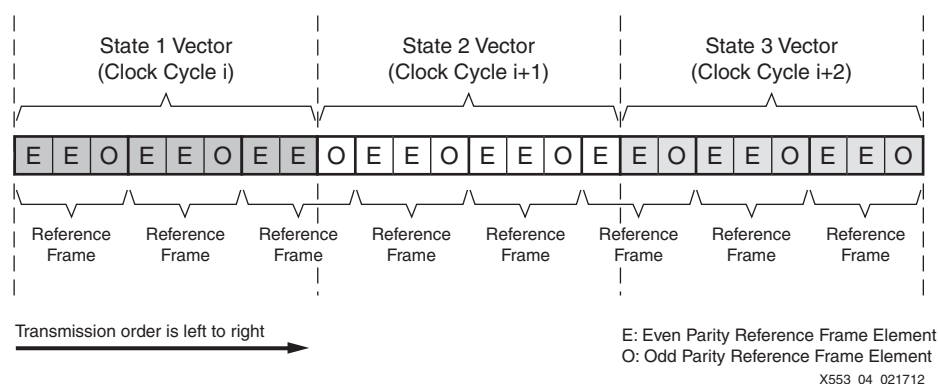 State 1 Vector
(Clock Cycle i)
State 2 Vector
(Clock Cycle i+1)
State 3 Vector
(Clock Cycle i+2)
E E O E E O E E O E E O E E O E E O E E O E E O
Reference
Frame
Reference
Frame
Reference
Frame
Reference
Frame
Reference
Frame
Reference
Frame
Reference
Frame
Reference
Frame
Transmission order is left to right
E: Even Parity Reference Frame Element
O: Odd Parity Reference Frame Element
X553_04_021712